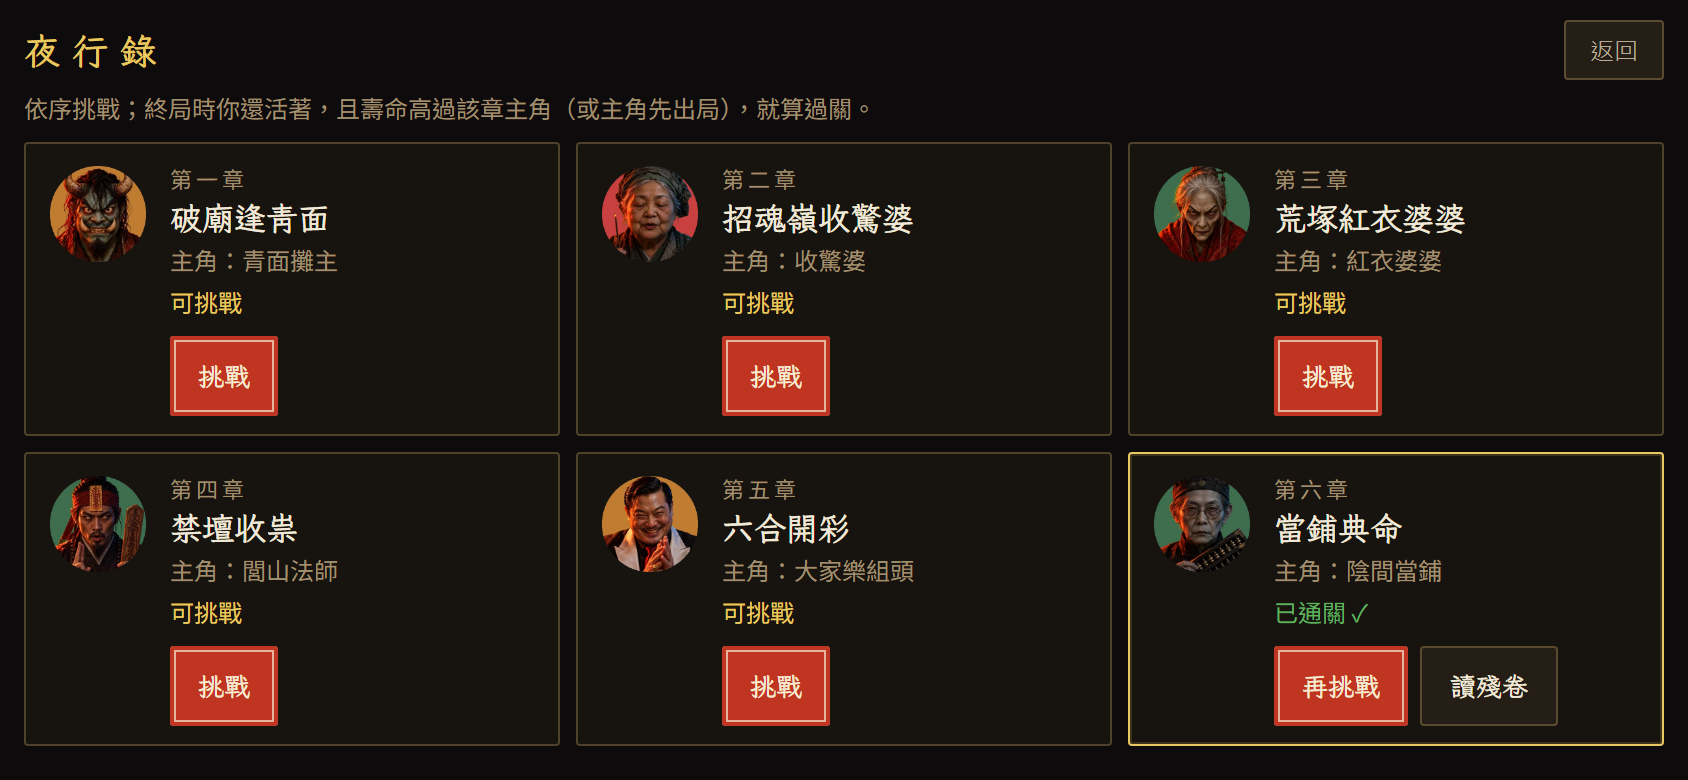 夜行錄
返回
依序挑戰；終局時你還活著，且壽命高過該章主角（或主角先出局），就算過關。
第一章
破廟逢青面
主角：青面攤主
可挑戰
挑戰
第二章
招魂嶺收驚婆
主角：收驚婆
可挑戰
挑戰
第三章
荒塚紅衣婆婆
主角：紅衣婆婆
可挑戰
挑戰
第四章
禁壇收祟
主角：閭山法師
可挑戰
挑戰
第五章
六合開彩
主角：大家樂組頭
可挑戰
挑戰
第六章
當鋪典命
主角：陰間當鋪
已通關 ✓
再挑戰
讀殘卷